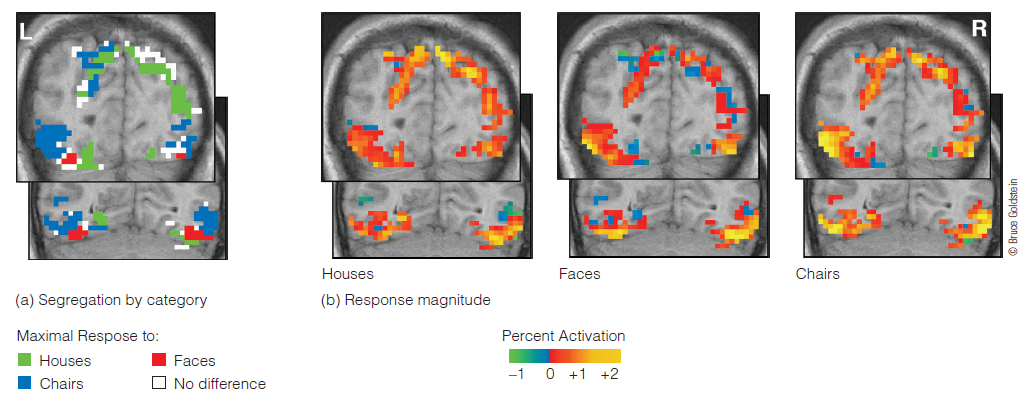 L
R
Houses
Faces
Chairs
© Bruce Goldstein
(a) Segregation by category
(b) Response magnitude
Maximal Respose to:
Houses
Faces
Chairs
No difference
Percent Activation
−1 0 +1 +2